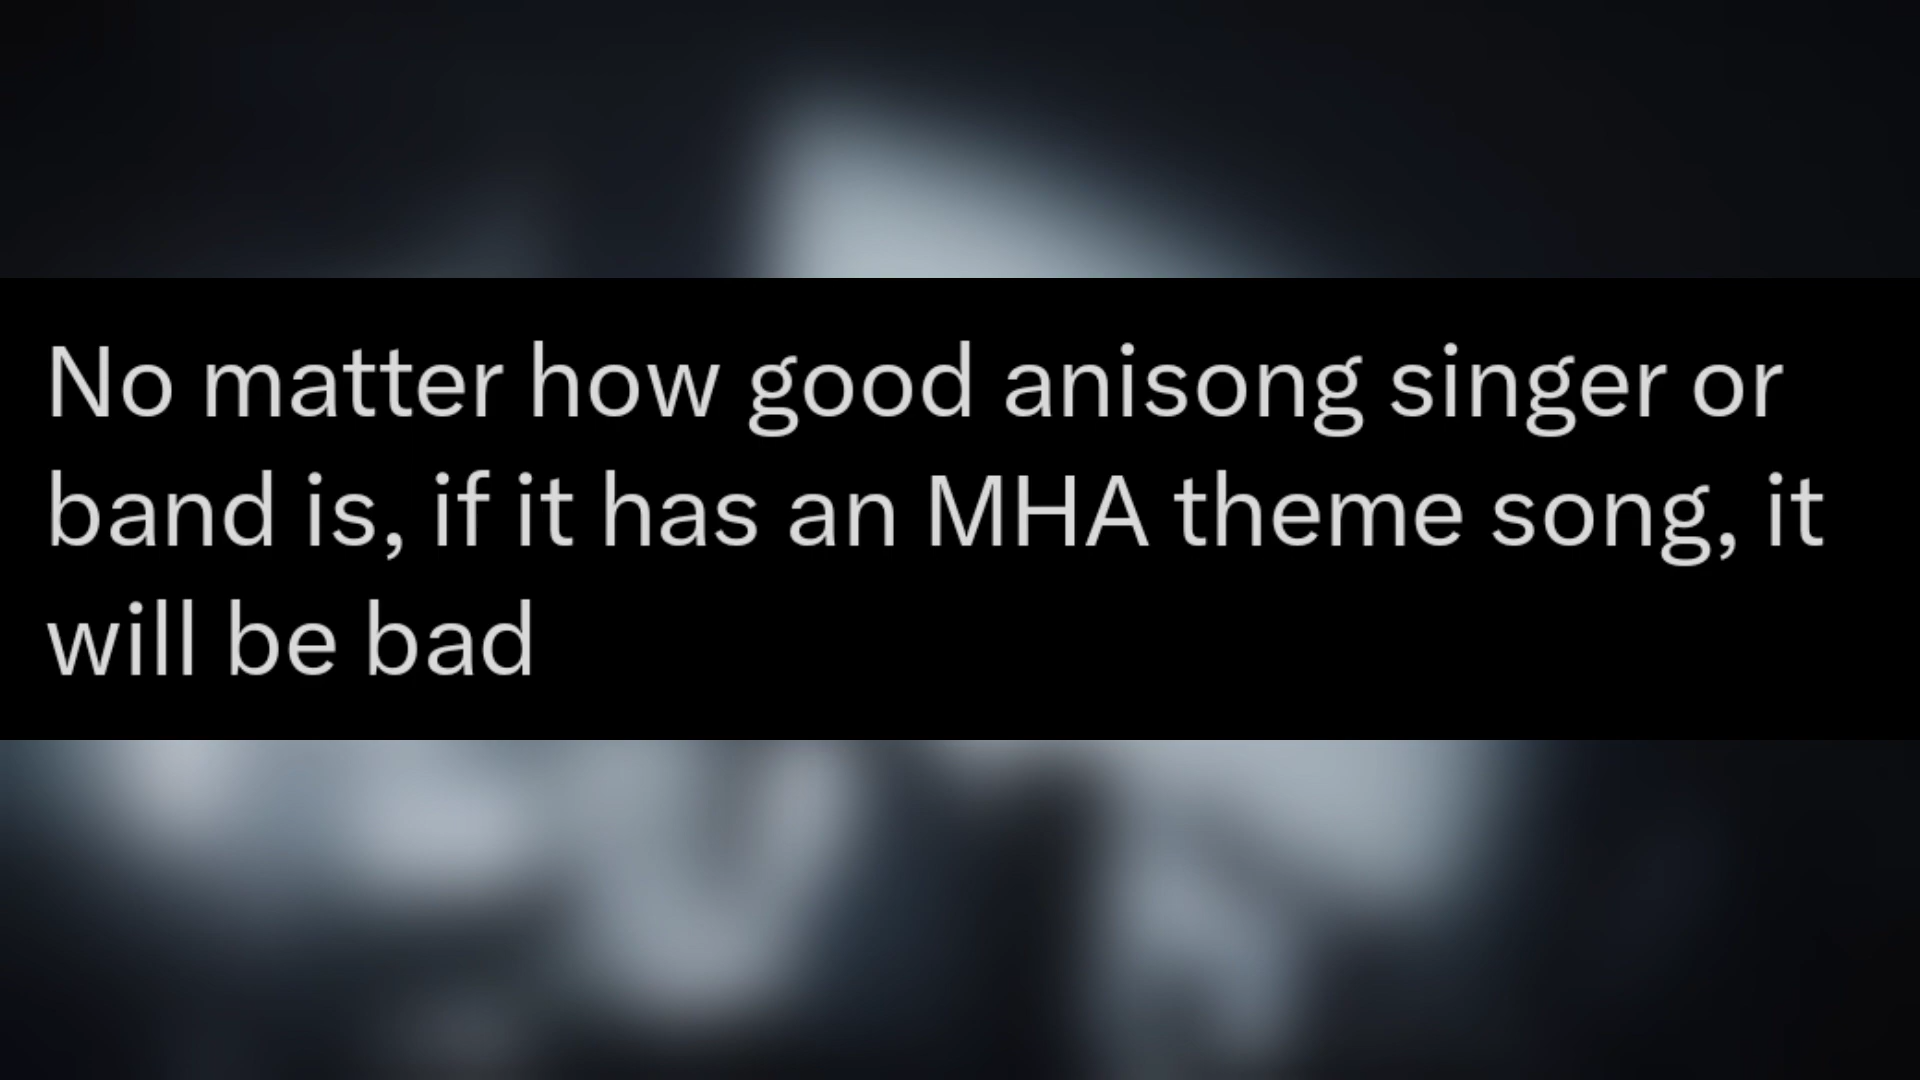 No matter how good anisong singer or
band is, if it has an MHA theme song, it
will be bad